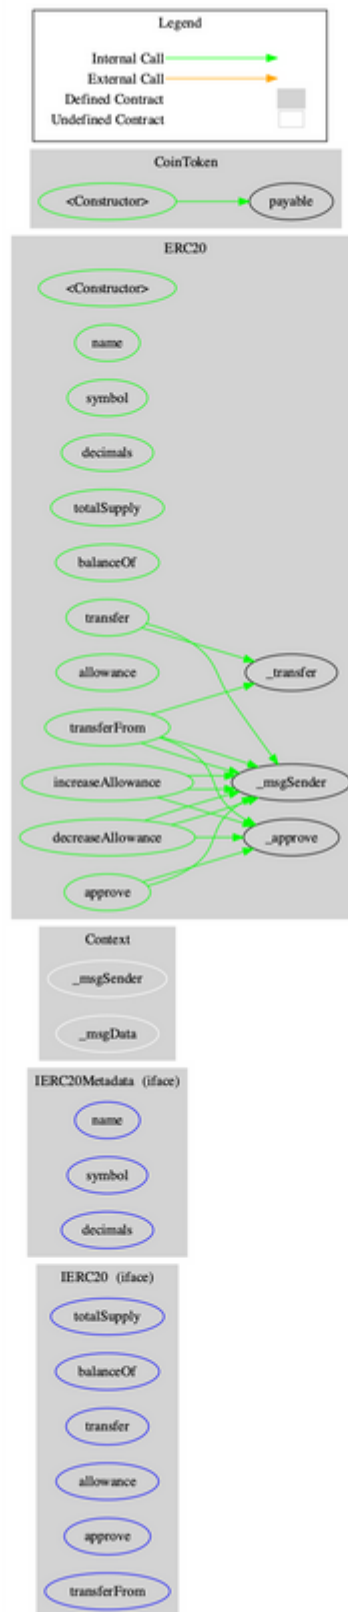 Legend
Internal Call
External Call
Defined Contract
Undefined Contract
CoinToken
<Constructor>
payable
ERC20
<Constructor>
name
symbol
decimals
totalSupply
balanceOf
transfer
allowance
_transfer
transferFrom
increaseAllowance
_msgSender
decreaseAllowance
_approve
approve
Context
_msgSender
_msgData
IERC20Metadata (iface)
name
symbol
decimals
IERC20 (iface)
totalSupply
balanceOf
transfer
allowance
approve
transferFrom